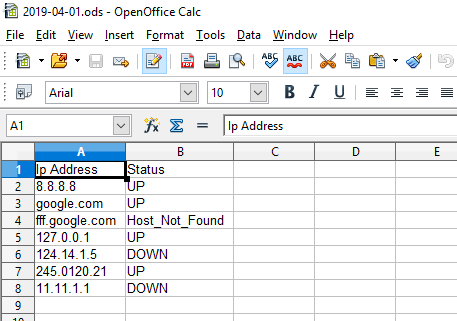 2019-04-01.ods - OpenOffice Calc
File Edit View Insert Format Tools Data Window Help
ABC ABC
Arial 10 B I U
A1 Ip Address
A B C D E
1 Ip Address Status
2 8.8.8.8 UP
3 google.com UP
4 fff.google.com Host_Not_Found
5 127.0.0.1 UP
6 124.14.1.5 DOWN
7 245.0120.21 UP
8 11.11.1.1 DOWN
9
10